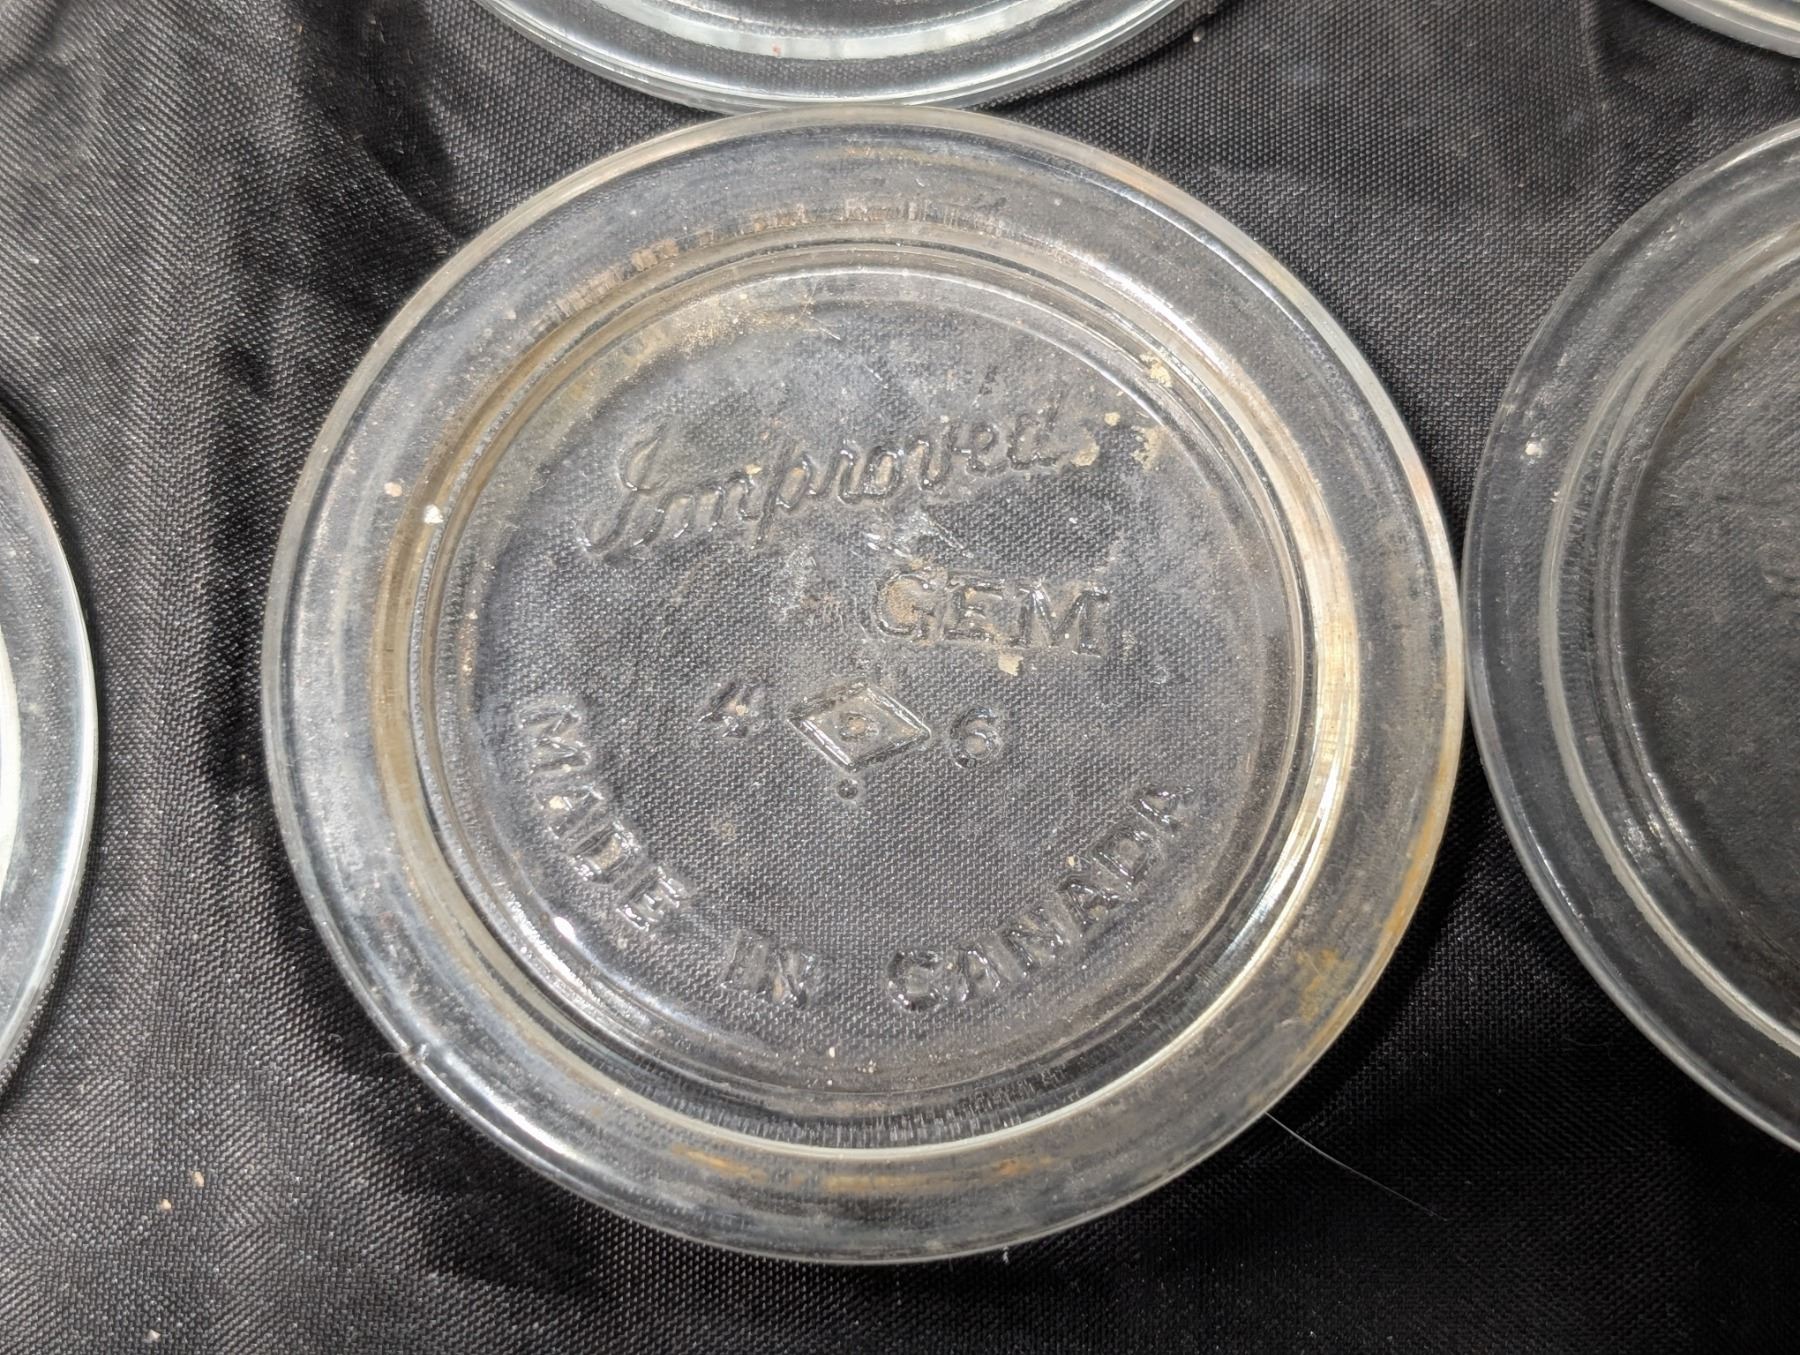 Improved
GEM
4 D 6
MADE IN CANADA